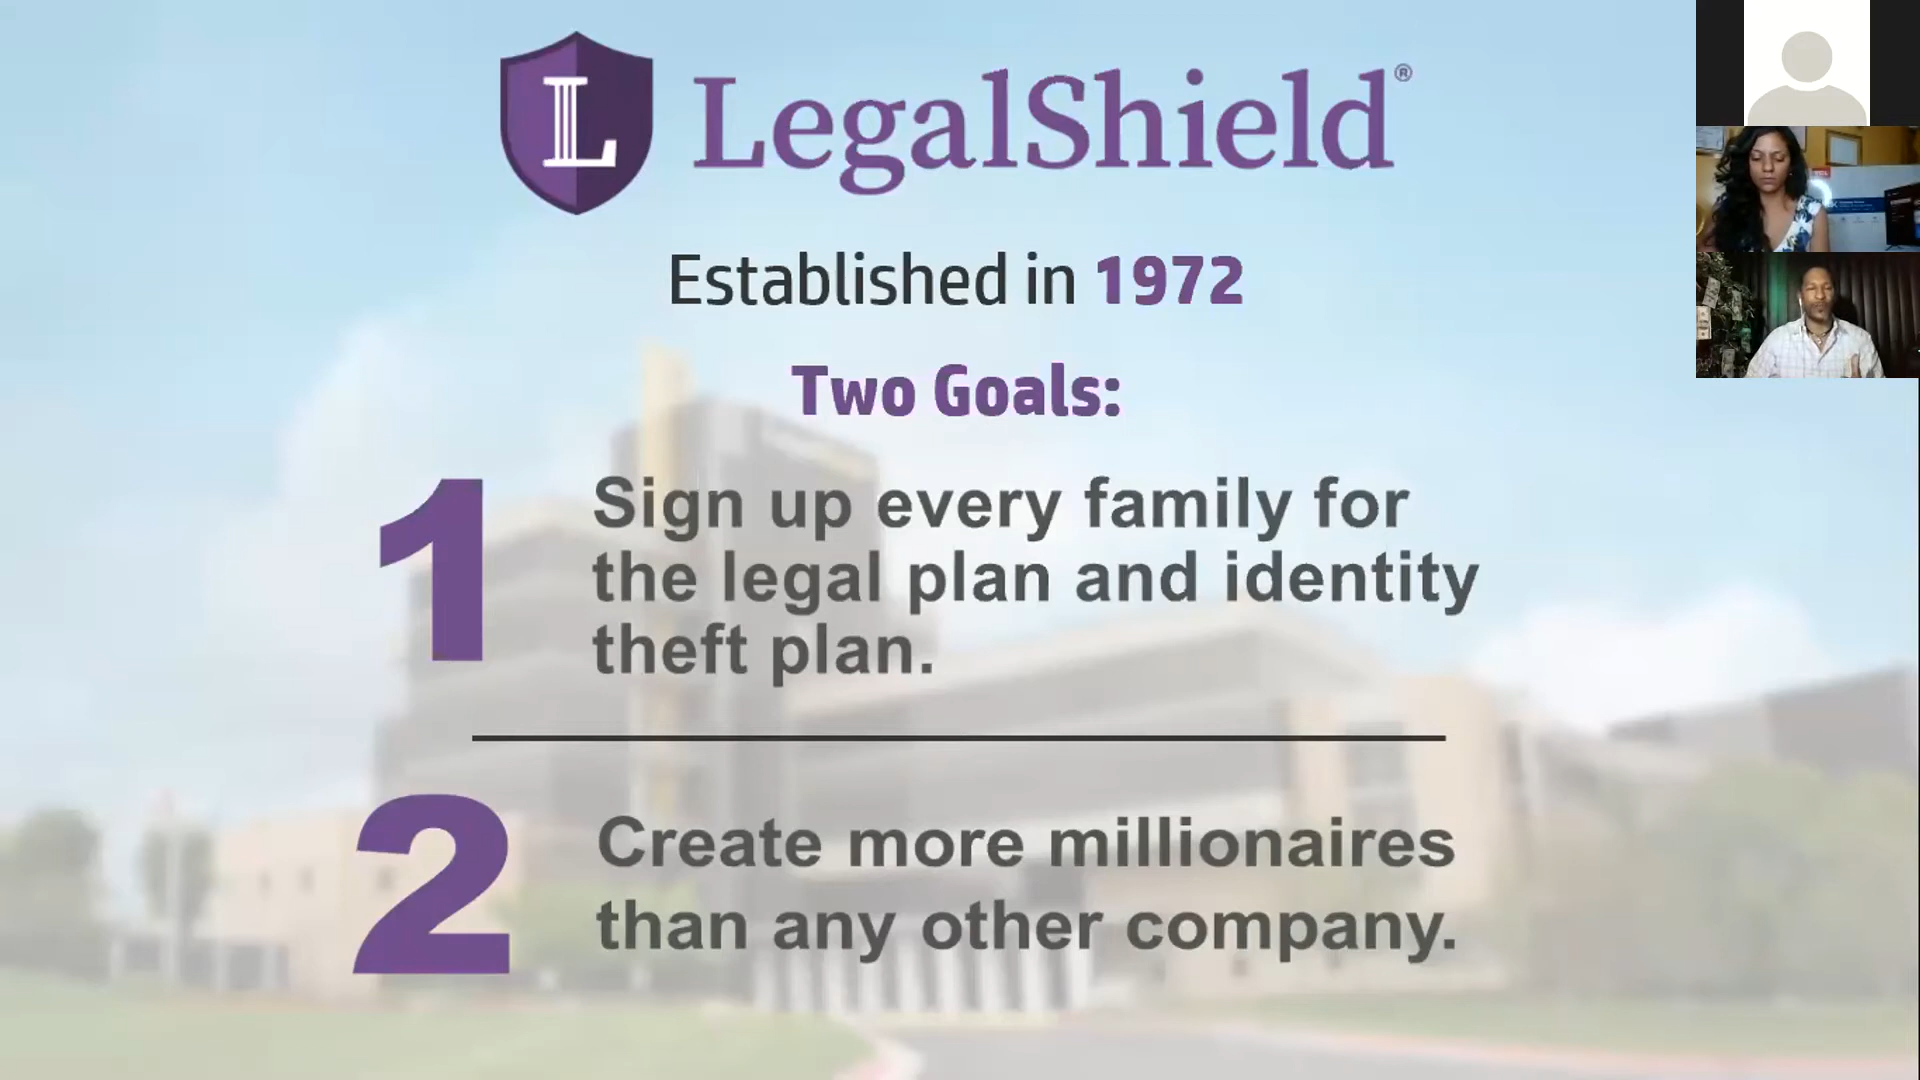 L LegalShield®
Established in 1972
Two Goals:
1 Sign up every family for
the legal plan and identity
theft plan.
2 Create more millionaires
than any other company.